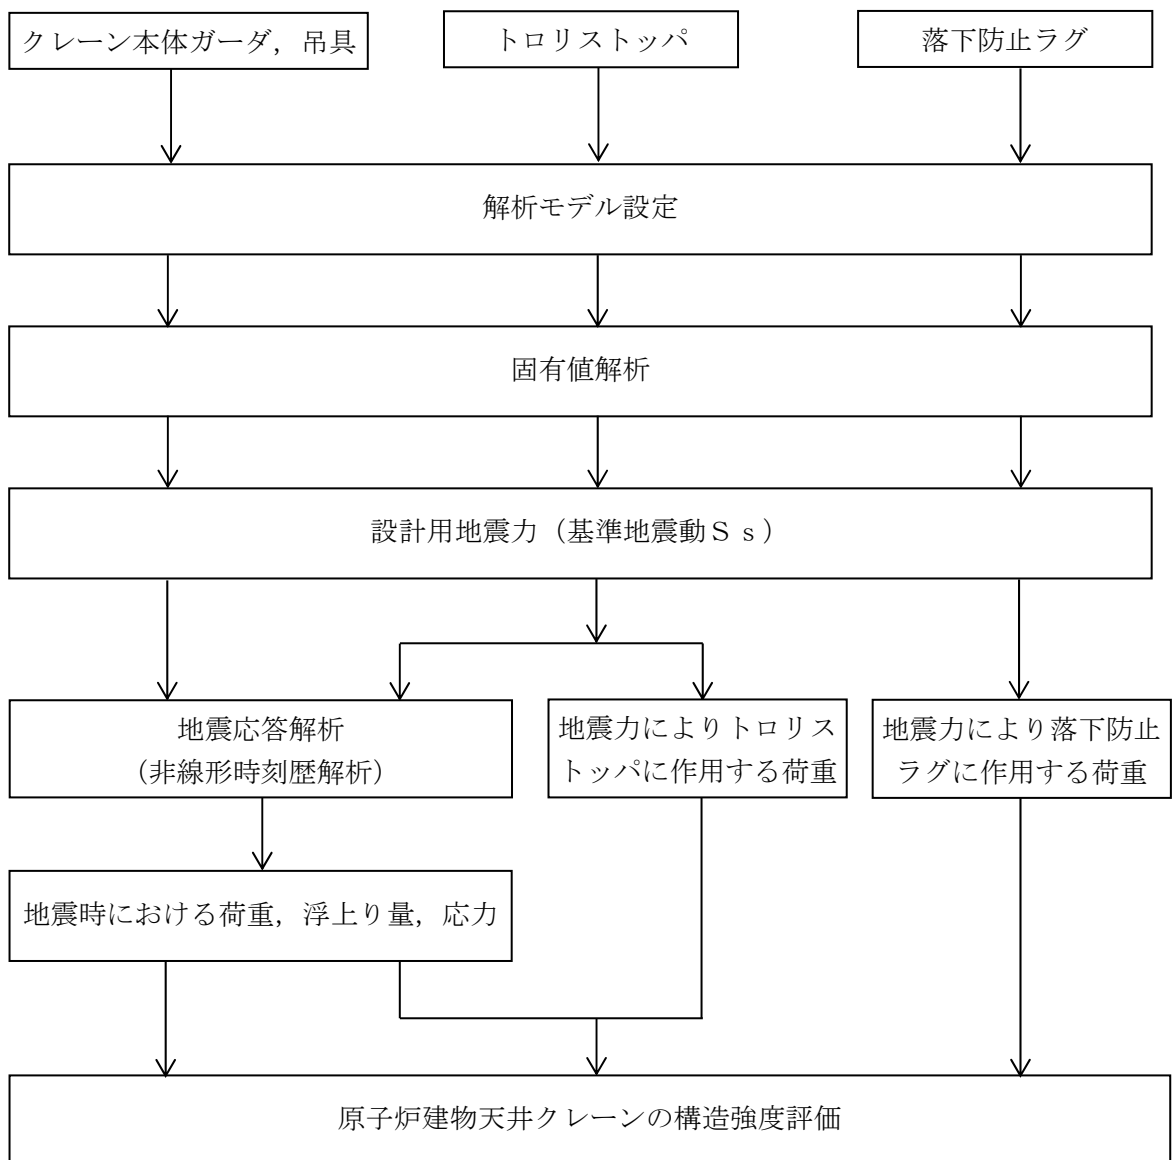 クレーン本体ガーダ，吊具
トロリストッパ
落下防止ラグ
解析モデル設定
固有値解析
設計用地震力（基準地震動Ｓｓ）
地震応答解析
（非線形時刻歴解析）
地震力によりトロリス
トッパに作用する荷重
地震力により落下防止
ラグに作用する荷重
地震時における荷重，浮上り量，応力
原子炉建物天井クレーンの構造強度評価